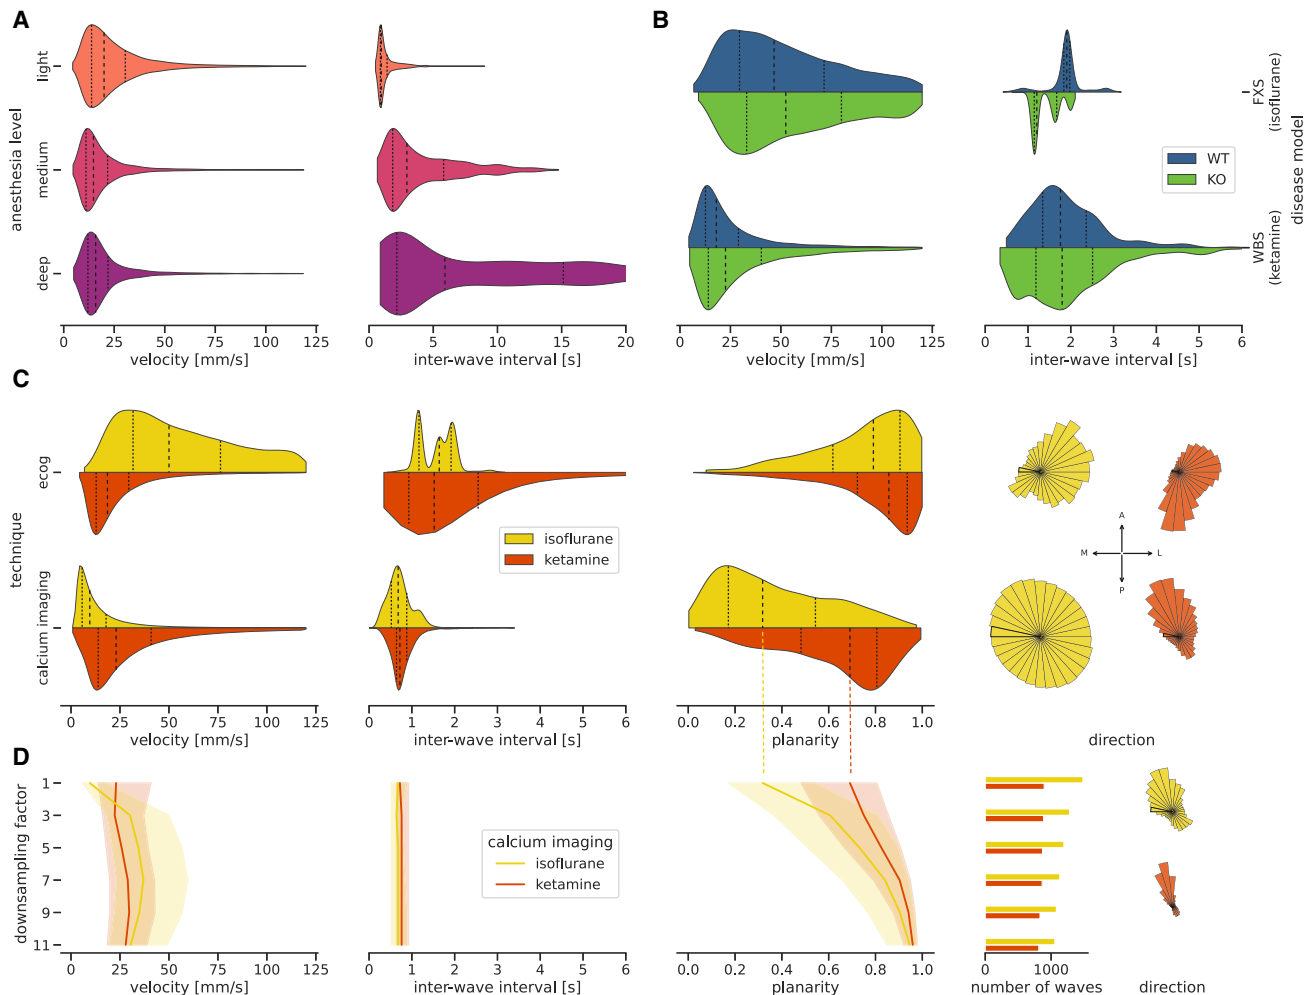 A
B
anesthesia level
light
medium
deep
0 25 50 75 100 125
velocity [mm/s]
0 5 10 15 20
inter-wave interval [s]
0 25 50 75 100 125
velocity [mm/s]
0 1 2 3 4 5 6
inter-wave interval [s]
WT
KO
FXS
(isoflurane)
WBS
(ketamine)
disease model
C
technique
ecog
calcium imaging
isoflurane
ketamine
A
M L
P
0 25 50 75 100 125
velocity [mm/s]
0 1 2 3 4 5 6
inter-wave interval [s]
0.0 0.2 0.4 0.6 0.8 1.0
planarity
direction
D
downsampling factor
1
3
5
7
9
11
calcium imaging
isoflurane
ketamine
0 25 50 75 100 125
velocity [mm/s]
0 1 2 3 4 5 6
inter-wave interval [s]
0.0 0.2 0.4 0.6 0.8 1.0
planarity
0 1000
number of waves
direction